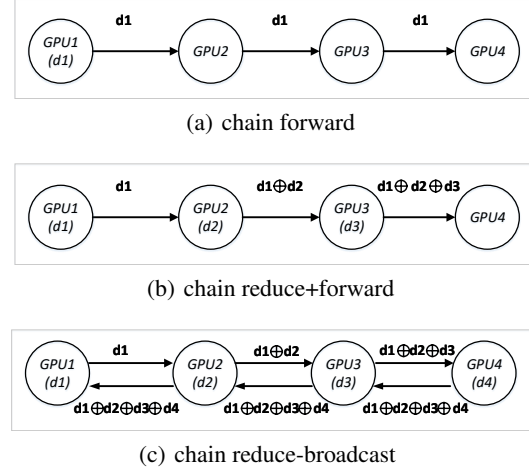 d1 d1 d1
GPU1 GPU2 GPU3 GPU4
(d1)
(a) chain forward
d1 d1⊕d2 d1⊕d2⊕d3
GPU1 GPU2 GPU3 GPU4
(d1) (d2) (d3)
(b) chain reduce+forward
d1 d1⊕d2 d1⊕d2⊕d3
GPU1 GPU2 GPU3 GPU4
(d1) (d2) (d3) (d4)
d1⊕d2⊕d3⊕d4 d1⊕d2⊕d3⊕d4 d1⊕d2⊕d3⊕d4
(c) chain reduce-broadcast